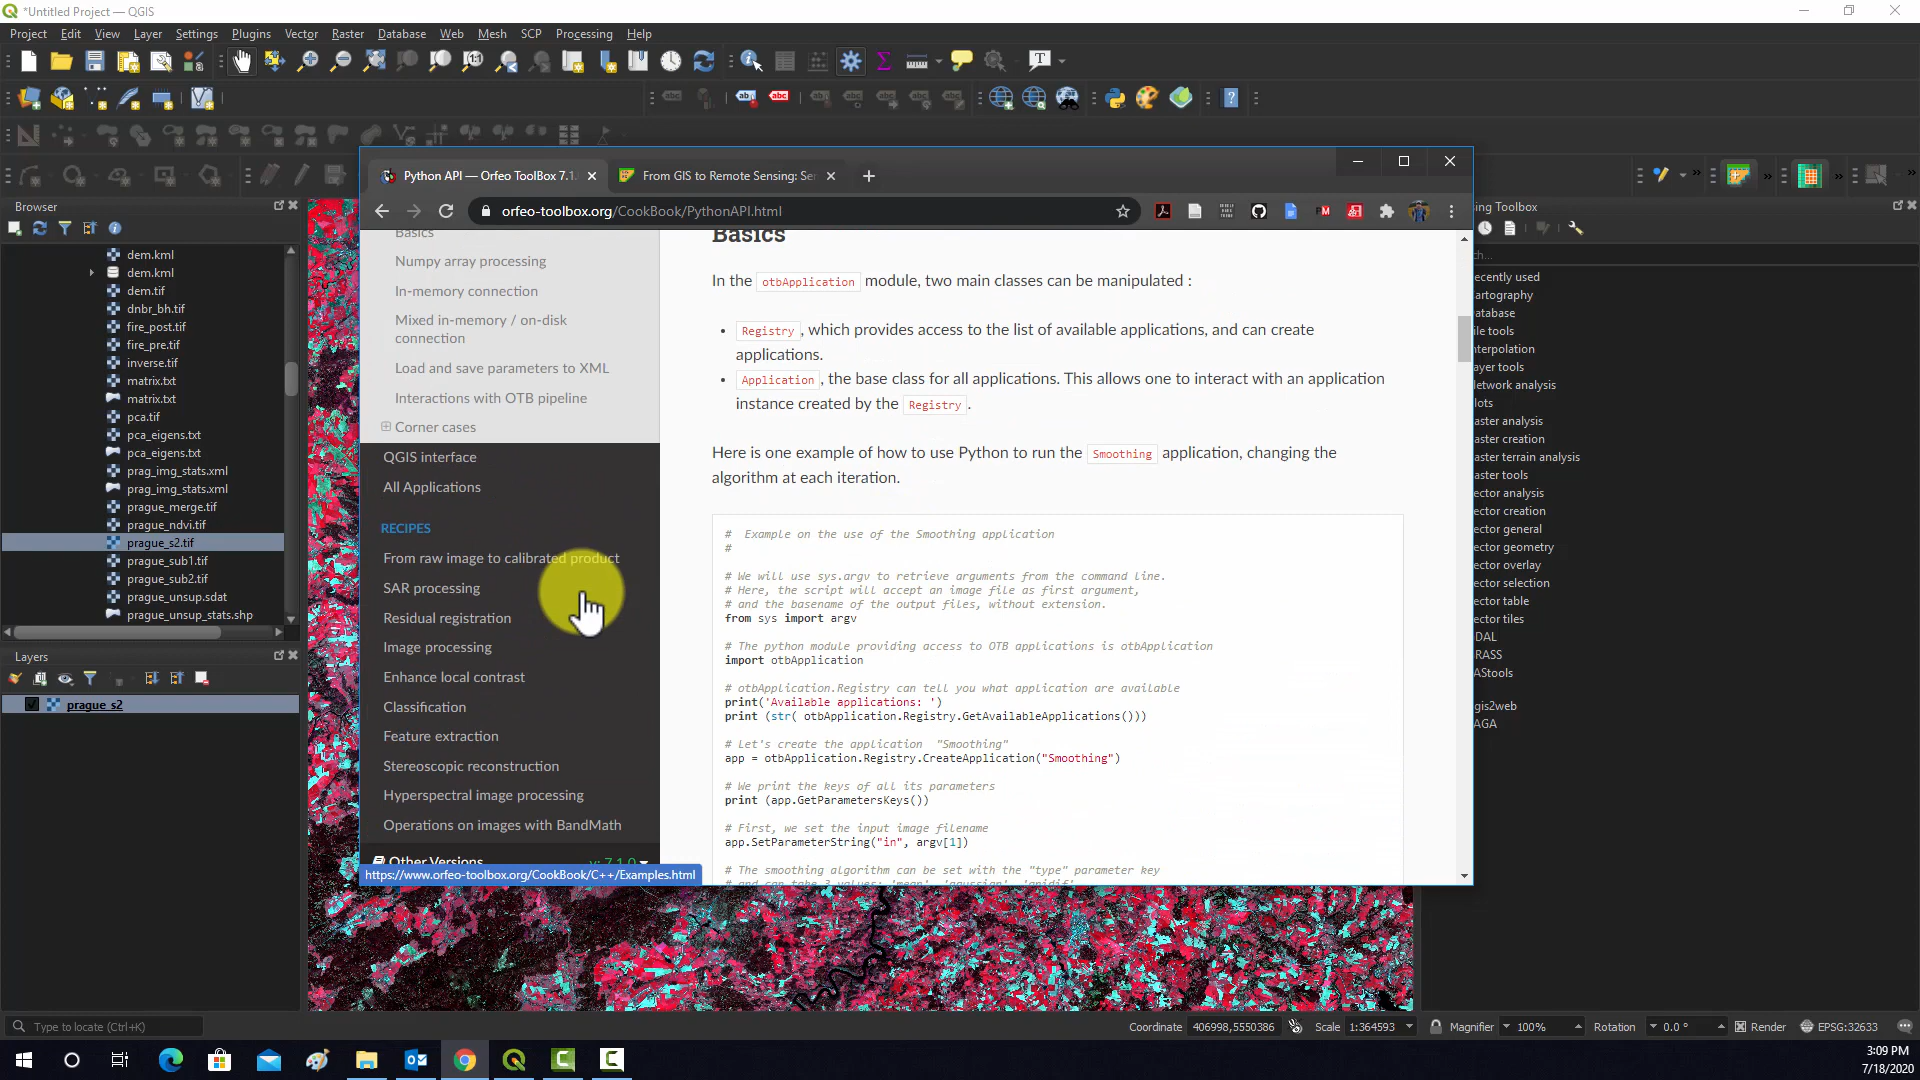 *Untitled Project — QGIS
Project Edit View Layer Settings Plugins Vector Raster Database Web Mesh SCP Processing Help
Browser
dem.kml
dem.kml
dem.tif
dnbr_bh.tif
fire_post.tif
fire_pre.tif
inverse.tif
matrix.txt
matrix.txt
pca.tif
pca_eigens.txt
pca_eigens.txt
prag_img_stats.xml
prag_img_stats.xml
prague_merge.tif
prague_ndvi.tif
prague_s2.tif
prague_sub1.tif
prague_sub2.tif
prague_unsup.sdat
prague_unsup_stats.shp
Layers
prague_s2
Python API — Orfeo ToolBox 7.1.
From GIS to Remote Sensing: Se
orfeo-toolbox.org/CookBook/PythonAPI.html
Basics
Numpy array processing
In-memory connection
Mixed in-memory / on-disk
connection
Load and save parameters to XML
Interactions with OTB pipeline
Corner cases
QGIS interface
All Applications
RECIPES
From raw image to calibrated product
SAR processing
Residual registration
Image processing
Enhance local contrast
Classification
Feature extraction
Stereoscopic reconstruction
Hyperspectral image processing
Operations on images with BandMath
Other Versions v: 7.1.0
https://www.orfeo-toolbox.org/CookBook/C++/Examples.html
Basics
In the otbApplication module, two main classes can be manipulated :
• Registry, which provides access to the list of available applications, and can create
applications.
• Application, the base class for all applications. This allows one to interact with an application
instance created by the Registry.
Here is one example of how to use Python to run the Smoothing application, changing the
algorithm at each iteration.
# Example on the use of the Smoothing application
#
# We will use sys.argv to retrieve arguments from the command line.
# Here, the script will accept an image file as first argument,
# and the basename of the output files, without extension.
from sys import argv
# The python module providing access to OTB applications is otbApplication
import otbApplication
# otbApplication.Registry can tell you what application are available
print('Available applications: ')
print (str( otbApplication.Registry.GetAvailableApplications()))
# Let's create the application "Smoothing"
app = otbApplication.Registry.CreateApplication("Smoothing")
# We print the keys of all its parameters
print (app.GetParametersKeys())
# First, we set the input image filename
app.SetParameterString("in", argv[1])
# The smoothing algorithm can be set with the "type" parameter key
# and can take 3 values: 'mean', 'gaussian', 'anidif'
sing Toolbox
ch...
ecently used
artography
atabase
ile tools
nterpolation
ayer tools
etwork analysis
lots
aster analysis
aster creation
aster terrain analysis
aster tools
ector analysis
ector creation
ector general
ector geometry
ector overlay
ector selection
ector table
ector tiles
DAL
RASS
AStools
gis2web
AGA
Type to locate (Ctrl+K)
Coordinate 406998,5550386 Scale 1:364593 Magnifier 100% Rotation 0.0 ° Render EPSG:32633
3:09 PM
7/18/2020